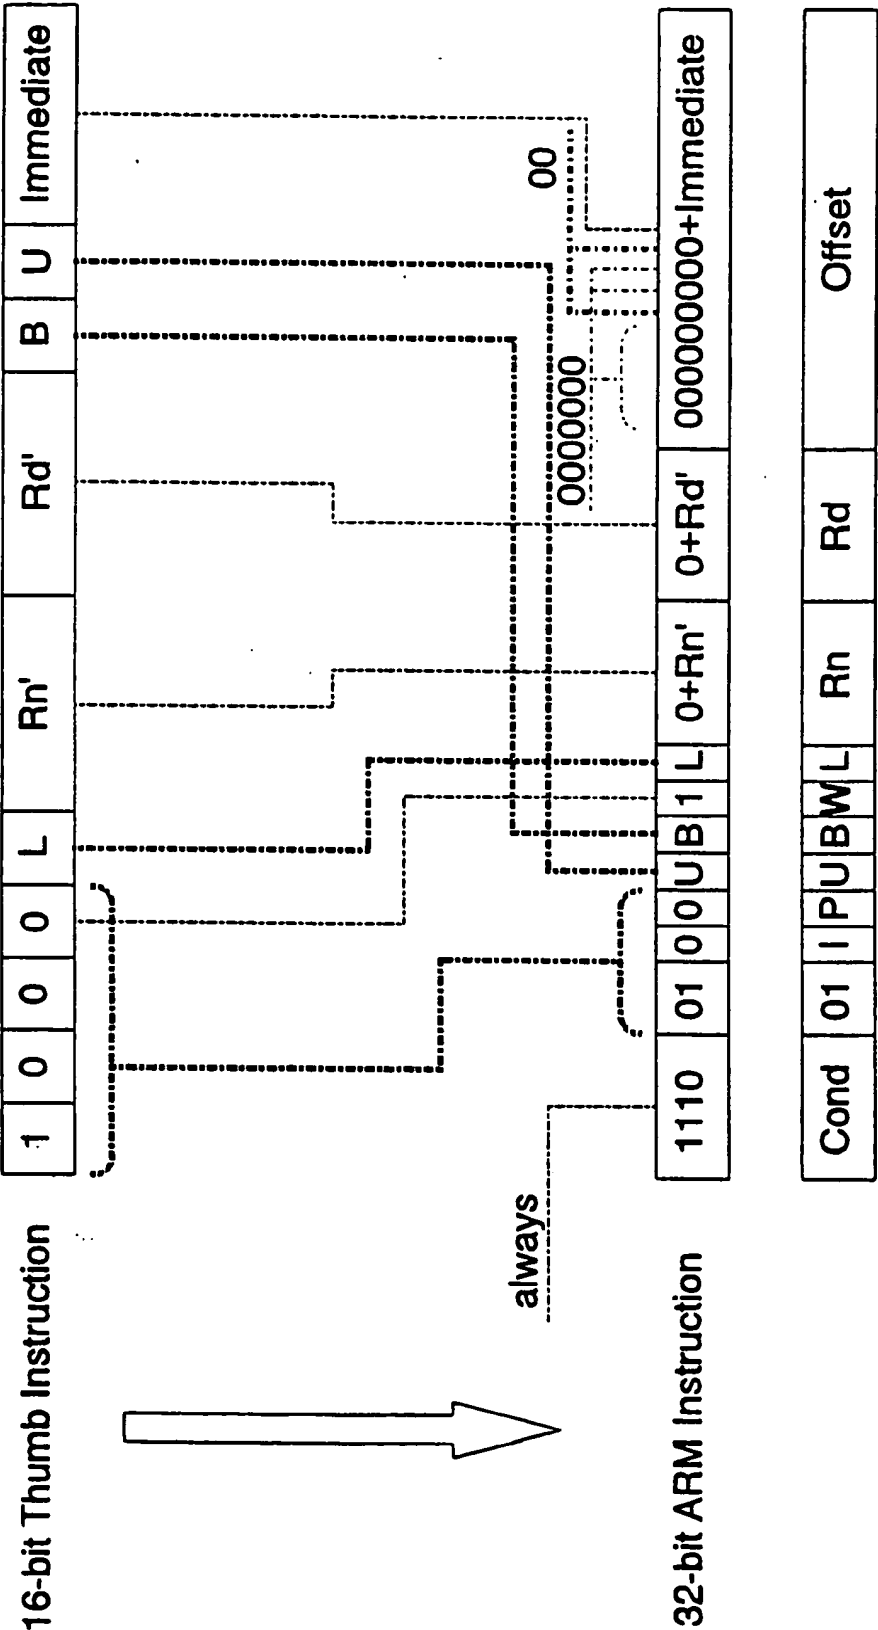 16-bit Thumb Instruction
1 0 0 0 L Rn' Rd' B U Immediate
always
0000000
00
32-bit ARM Instruction
1110 01 0 0 U B 1 L 0+Rn' 0+Rd' 000000000+Immediate
Cond 01 I P U B W L Rn Rd Offset